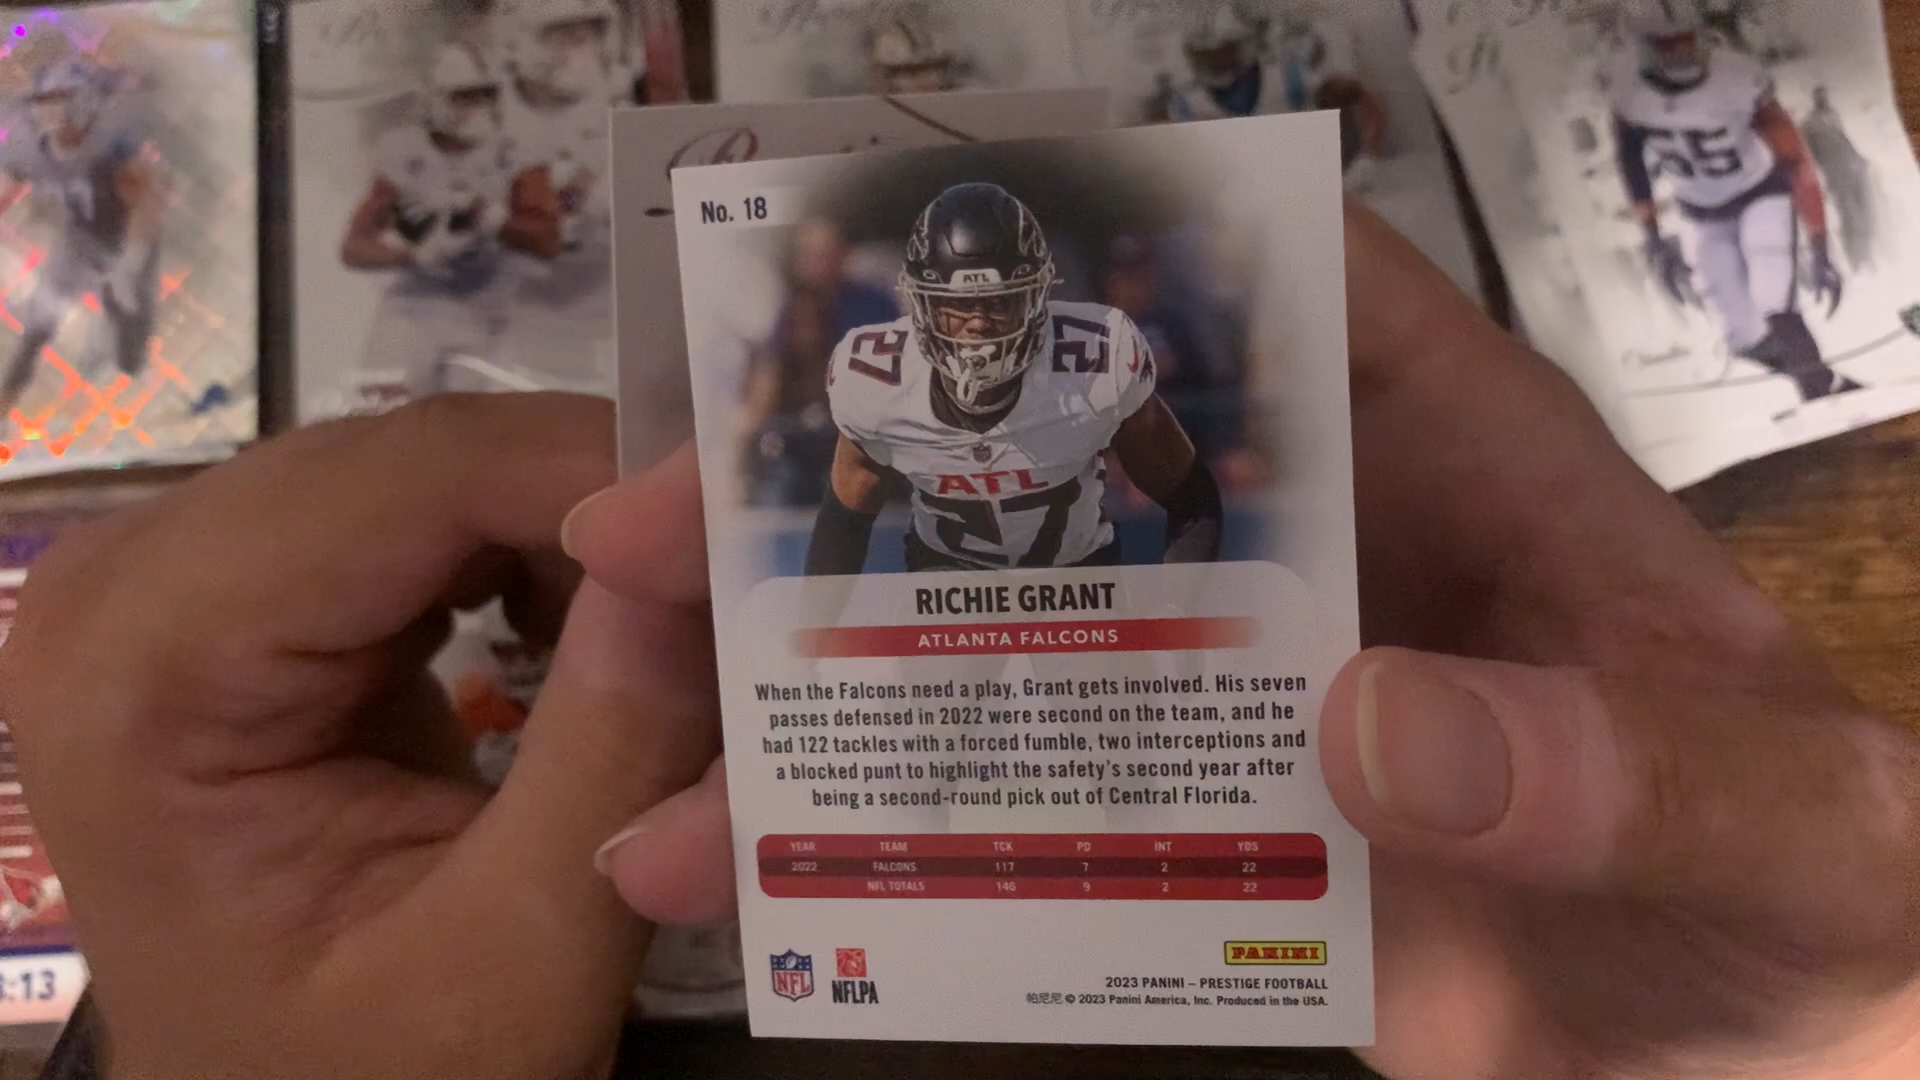 No. 18
ATL
27
27
ATL
27
65
RICHIE GRANT
ATLANTA FALCONS
When the Falcons need a play, Grant gets involved. His seven
passes defensed in 2022 were second on the team, and he
had 122 tackles with a forced fumble, two interceptions and
a blocked punt to highlight the safety's second year after
being a second-round pick out of Central Florida.
YEAR TEAM TCK PD INT YDS
2022 FALCONS 117 7 2 22
NFL TOTALS 146 9 2 22
NFL
NFLPA
PANINI
2023 PANINI – PRESTIGE FOOTBALL
帕尼尼 © 2023 Panini America, Inc. Produced in the USA.
:13